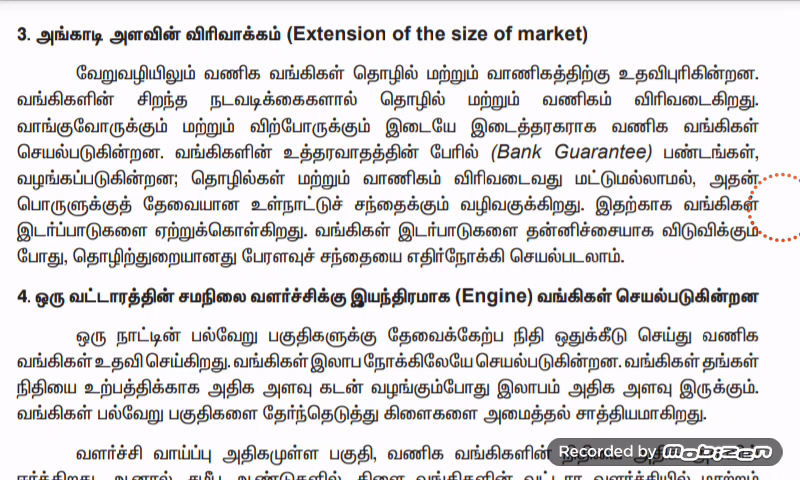 3. அங்காடி அளவின் விரிவாக்கம் (Extension of the size of market)
வேறுவழியிலும் வணிக வங்கிகள் தொழில் மற்றும் வாணிகத்திற்கு உதவிபுரிகின்றன.
வங்கிகளின் சிறந்த நடவடிக்கைகளால் தொழில் மற்றும் வணிகம் விரிவடைகிறது.
வாங்குவோருக்கும் மற்றும் விற்போருக்கும் இடையே இடைத்தரகராக வணிக வங்கிகள்
செயல்படுகின்றன. வங்கிகளின் உத்தரவாதத்தின் பேரில் (Bank Guarantee) பண்டங்கள்,
வழங்கப்படுகின்றன; தொழில்கள் மற்றும் வாணிகம் விரிவடைவது மட்டுமல்லாமல், அதன்
பொருளுக்குத் தேவையான உள்நாட்டுச் சந்தைக்கும் வழிவகுக்கிறது. இதற்காக வங்கிகள்
இடர்ப்பாடுகளை ஏற்றுக்கொள்கிறது. வங்கிகள் இடர்பாடுகளை தன்னிச்சையாக விடுவிக்கும்
போது, தொழிற்துறையானது பேரளவுச் சந்தையை எதிர்நோக்கி செயல்படலாம்.
4. ஒரு வட்டாரத்தின் சமநிலை வளர்ச்சிக்கு இயந்திரமாக (Engine) வங்கிகள் செயல்படுகின்றன
ஒரு நாட்டின் பல்வேறு பகுதிகளுக்கு தேவைக்கேற்ப நிதி ஒதுக்கீடு செய்து வணிக
வங்கிகள் உதவி செய்கிறது. வங்கிகள் இலாப நோக்கிலேயே செயல்படுகின்றன. வங்கிகள் தங்கள்
நிதியை உற்பத்திக்காக அதிக அளவு கடன் வழங்கும்போது இலாபம் அதிக அளவு இருக்கும்.
வங்கிகள் பல்வேறு பகுதிகளை தேர்ந்தெடுத்து கிளைகளை அமைத்தல் சாத்தியமாகிறது.
வளர்ச்சி வாய்ப்பு அதிகமுள்ள பகுதி, வணிக வங்கிகளின்
Recorded by Mobizen